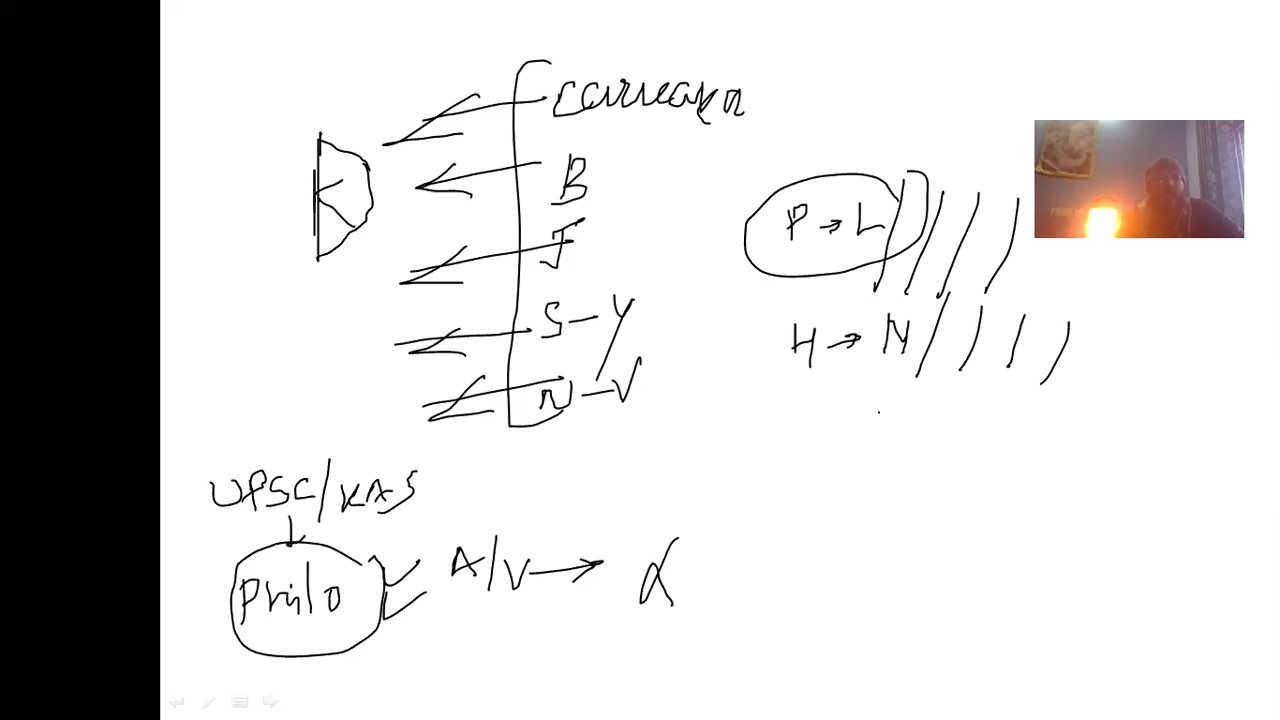 B
J
S – Y
N – V
P → L
H → N
UPSC/KAS
Philo
A/V →